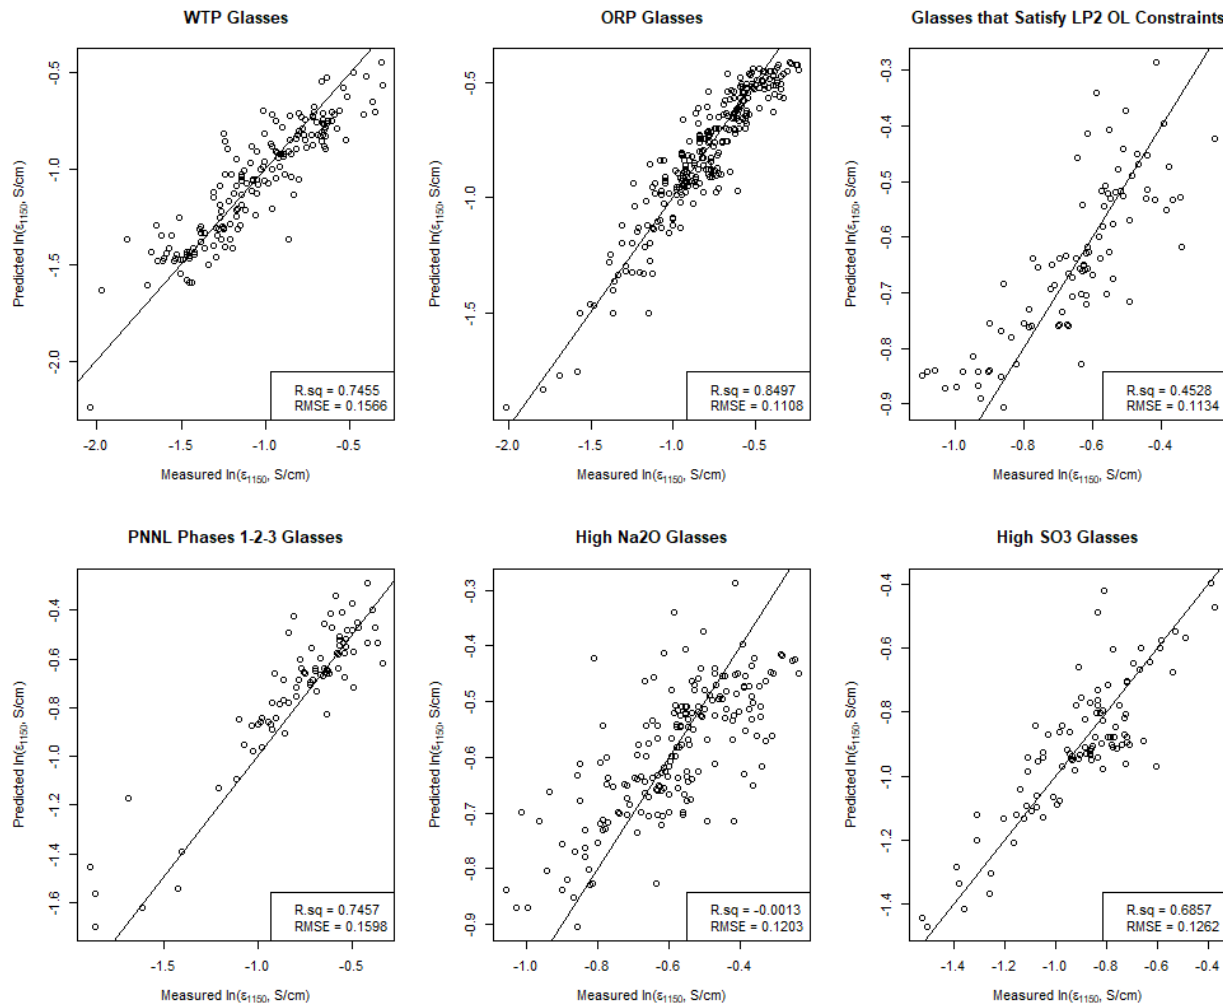 WTP Glasses
-2.0 -1.5 -1.0 -0.5
Predicted ln(ε1150, S/cm)
R.sq = 0.7455
RMSE = 0.1566
-2.0 -1.5 -1.0 -0.5
Measured ln(ε1150, S/cm)
ORP Glasses
-1.5 -1.0 -0.5
Predicted ln(ε1150, S/cm)
R.sq = 0.8497
RMSE = 0.1108
-2.0 -1.5 -1.0 -0.5
Measured ln(ε1150, S/cm)
Glasses that Satisfy LP2 OL Constraints
-0.9 -0.8 -0.7 -0.6 -0.5 -0.4 -0.3
Predicted ln(ε1150, S/cm)
R.sq = 0.4528
RMSE = 0.1134
-1.0 -0.8 -0.6 -0.4
Measured ln(ε1150, S/cm)
PNNL Phases 1-2-3 Glasses
-1.6 -1.4 -1.2 -1.0 -0.8 -0.6 -0.4
Predicted ln(ε1150, S/cm)
R.sq = 0.7457
RMSE = 0.1598
-1.5 -1.0 -0.5
Measured ln(ε1150, S/cm)
High Na2O Glasses
-0.9 -0.8 -0.7 -0.6 -0.5 -0.4 -0.3
Predicted ln(ε1150, S/cm)
R.sq = -0.0013
RMSE = 0.1203
-1.0 -0.8 -0.6 -0.4
Measured ln(ε1150, S/cm)
High SO3 Glasses
-1.4 -1.2 -1.0 -0.8 -0.6 -0.4
Predicted ln(ε1150, S/cm)
R.sq = 0.6857
RMSE = 0.1262
-1.4 -1.2 -1.0 -0.8 -0.6 -0.4
Measured ln(ε1150, S/cm)